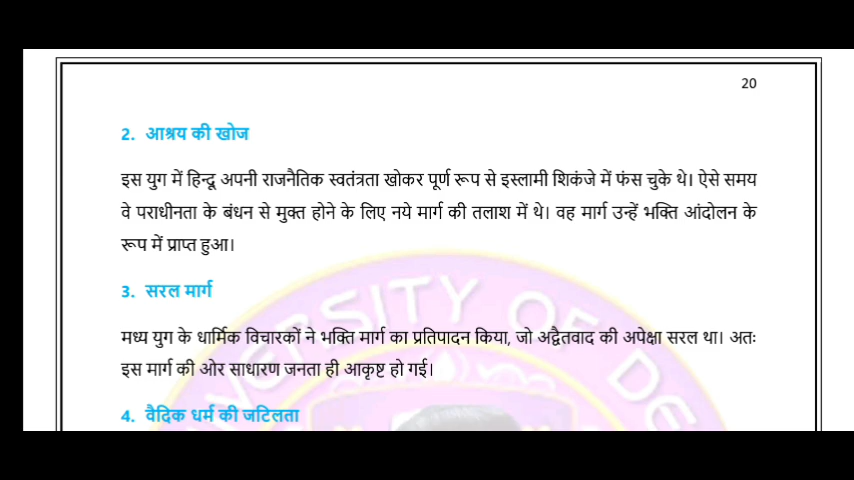 20
2. आश्रय की खोज
इस युग में हिन्दू अपनी राजनैतिक स्वतंत्रता खोकर पूर्ण रूप से इस्लामी शिकंजे में फंस चुके थे। ऐसे समय
वे पराधीनता के बंधन से मुक्त होने के लिए नये मार्ग की तलाश में थे। वह मार्ग उन्हें भक्ति आंदोलन के
रूप में प्राप्त हुआ।
3. सरल मार्ग
मध्य युग के धार्मिक विचारकों ने भक्ति मार्ग का प्रतिपादन किया, जो अद्वैतवाद की अपेक्षा सरल था। अतः
इस मार्ग की ओर साधारण जनता ही आकृष्ट हो गई।
4. वैदिक धर्म की जटिलता